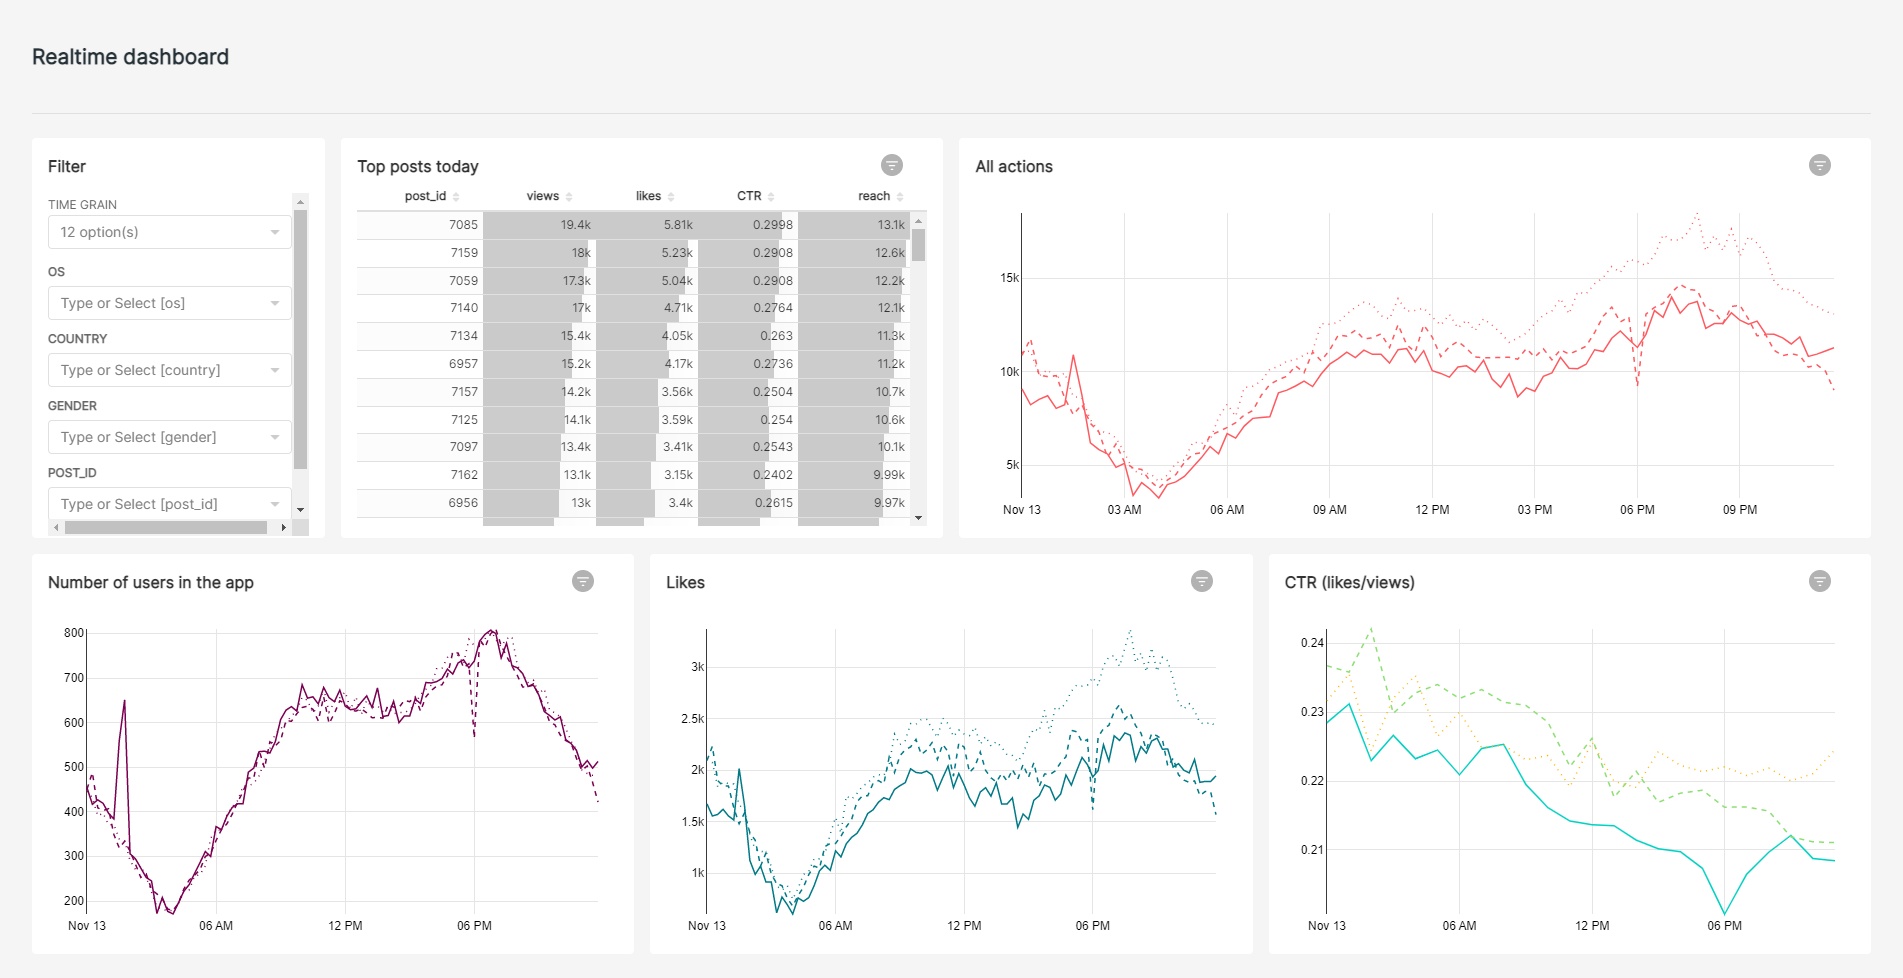 Realtime dashboard
Filter
TIME GRAIN
12 option(s)
OS
Type or Select [os]
COUNTRY
Type or Select [country]
GENDER
Type or Select [gender]
POST_ID
Type or Select [post_id]
Top posts today
post_id views likes CTR reach
7085 19.4k 5.81k 0.2998 13.1k
7159 18k 5.23k 0.2908 12.6k
7059 17.3k 5.04k 0.2908 12.2k
7140 17k 4.71k 0.2764 12.1k
7134 15.4k 4.05k 0.263 11.3k
6957 15.2k 4.17k 0.2736 11.2k
7157 14.2k 3.56k 0.2504 10.7k
7125 14.1k 3.59k 0.254 10.6k
7097 13.4k 3.41k 0.2543 10.1k
7162 13.1k 3.15k 0.2402 9.99k
6956 13k 3.4k 0.2615 9.97k
All actions
15k
10k
5k
Nov 13 03 AM 06 AM 09 AM 12 PM 03 PM 06 PM 09 PM
Number of users in the app
800
700
600
500
400
300
200
Nov 13 06 AM 12 PM 06 PM
Likes
3k
2.5k
2k
1.5k
1k
Nov 13 06 AM 12 PM 06 PM
CTR (likes/views)
0.24
0.23
0.22
0.21
Nov 13 06 AM 12 PM 06 PM